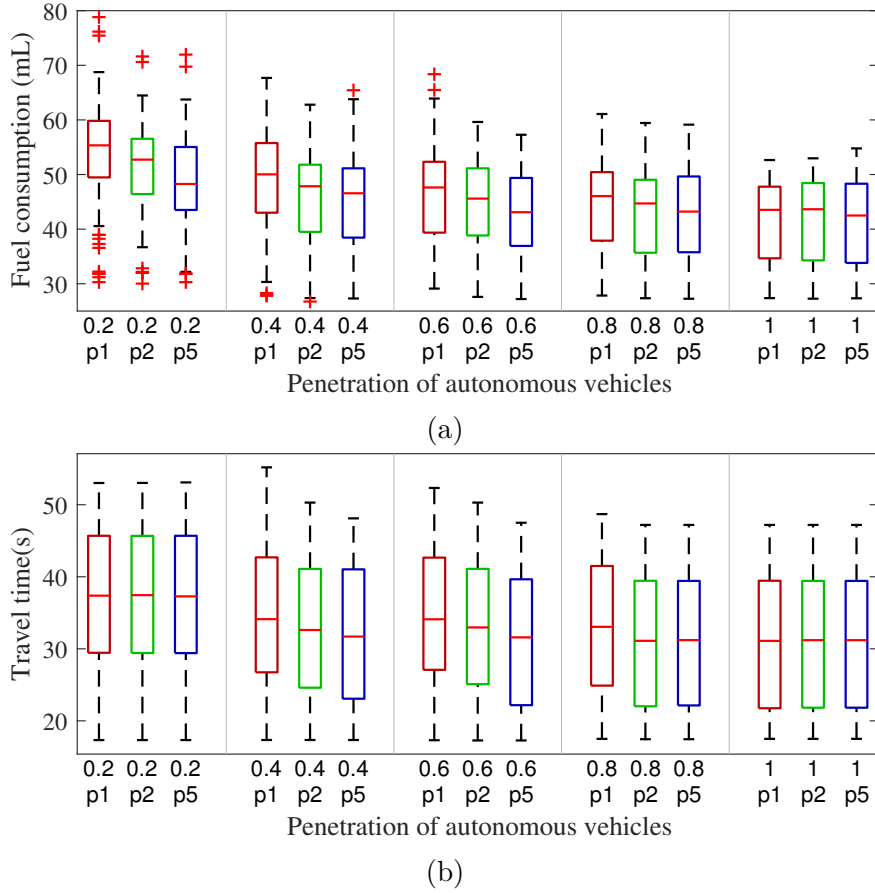 80
70
60
50
40
30
Fuel consumption (mL)
0.2 0.2 0.2 0.4 0.4 0.4 0.6 0.6 0.6 0.8 0.8 0.8 1 1 1
p1 p2 p5 p1 p2 p5 p1 p2 p5 p1 p2 p5 p1 p2 p5
Penetration of autonomous vehicles
(a)
50
40
30
20
Travel time(s)
0.2 0.2 0.2 0.4 0.4 0.4 0.6 0.6 0.6 0.8 0.8 0.8 1 1 1
p1 p2 p5 p1 p2 p5 p1 p2 p5 p1 p2 p5 p1 p2 p5
Penetration of autonomous vehicles
(b)